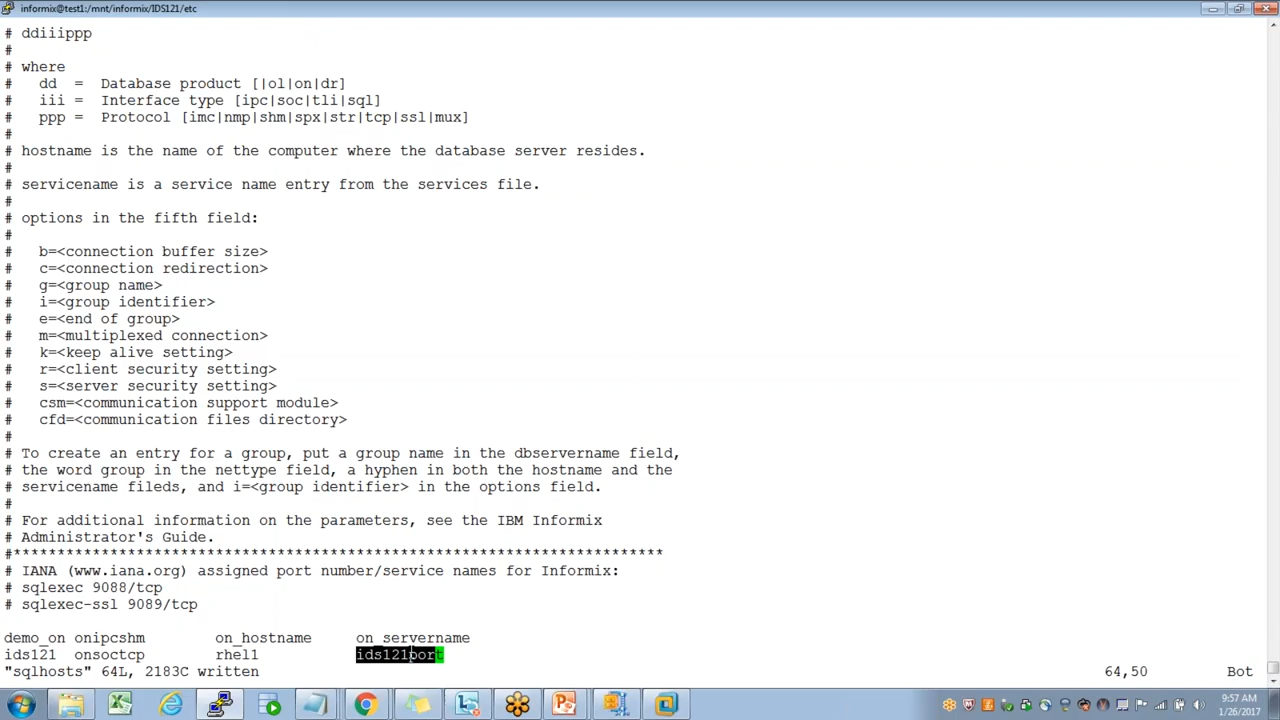 informix@test1:/mnt/informix/IDS121/etc
# ddiiippp
#
# where
#   dd  =  Database product [|ol|on|dr]
#   iii =  Interface type [ipc|soc|tli|sql]
#   ppp =  Protocol [imc|nmp|shm|spx|str|tcp|ssl|mux]
#
# hostname is the name of the computer where the database server resides.
#
# servicename is a service name entry from the services file.
#
# options in the fifth field:
#
#   b=<connection buffer size>
#   c=<connection redirection>
#   g=<group name>
#   i=<group identifier>
#   e=<end of group>
#   m=<multiplexed connection>
#   k=<keep alive setting>
#   r=<client security setting>
#   s=<server security setting>
#   csm=<communication support module>
#   cfd=<communication files directory>
#
# To create an entry for a group, put a group name in the dbservername field,
# the word group in the nettype field, a hyphen in both the hostname and the
# servicename fileds, and i=<group identifier> in the options field.
#
# For additional information on the parameters, see the IBM Informix
# Administrator's Guide.
#**************************************************************************
# IANA (www.iana.org) assigned port number/service names for Informix:
# sqlexec 9088/tcp
# sqlexec-ssl 9089/tcp
demo_on onipcshm        on_hostname     on_servername
ids121  onsoctcp        rhel1           ids121port
"sqlhosts" 64L, 2183C written 64,50 Bot
9:57 AM
1/26/2017